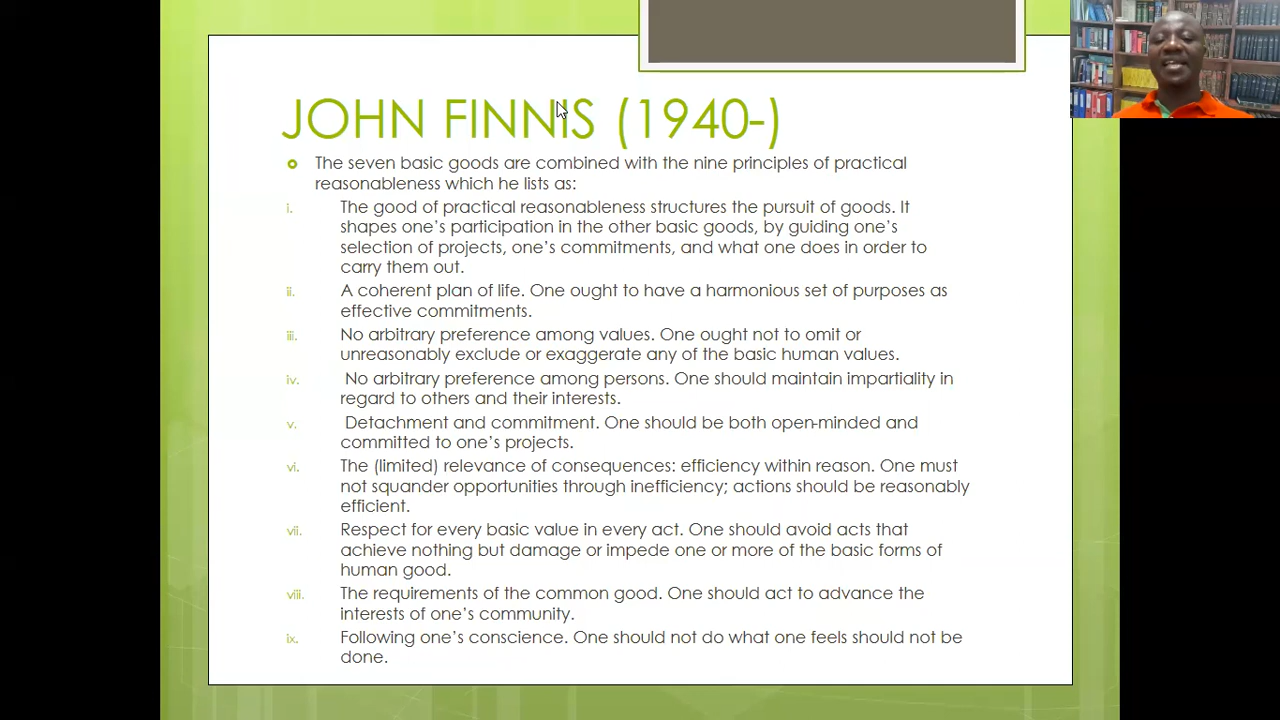 JOHN FINNIS (1940-)
The seven basic goods are combined with the nine principles of practical
reasonableness which he lists as:
i. The good of practical reasonableness structures the pursuit of goods. It
shapes one's participation in the other basic goods, by guiding one's
selection of projects, one's commitments, and what one does in order to
carry them out.
ii. A coherent plan of life. One ought to have a harmonious set of purposes as
effective commitments.
iii. No arbitrary preference among values. One ought not to omit or
unreasonably exclude or exaggerate any of the basic human values.
iv. No arbitrary preference among persons. One should maintain impartiality in
regard to others and their interests.
v. Detachment and commitment. One should be both open-minded and
committed to one's projects.
vi. The (limited) relevance of consequences: efficiency within reason. One must
not squander opportunities through inefficiency; actions should be reasonably
efficient.
vii. Respect for every basic value in every act. One should avoid acts that
achieve nothing but damage or impede one or more of the basic forms of
human good.
viii. The requirements of the common good. One should act to advance the
interests of one's community.
ix. Following one's conscience. One should not do what one feels should not be
done.